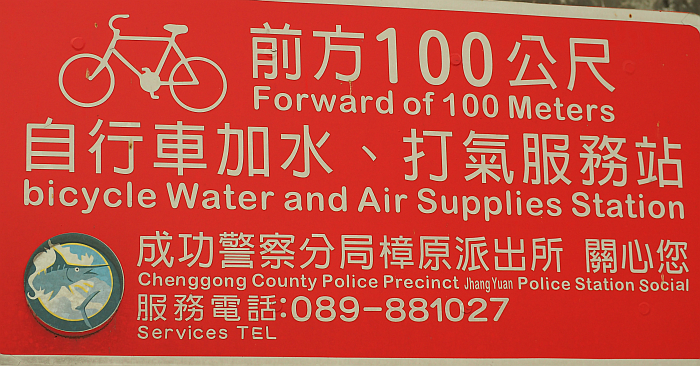 前方100公尺
Forward of 100 Meters
自行車加水、打氣服務站
bicycle Water and Air Supplies Station
成功警察分局樟原派出所 關心您
Chenggong County Police Precinct JhangYuan Police Station Social
服務電話:089-881027
Services TEL